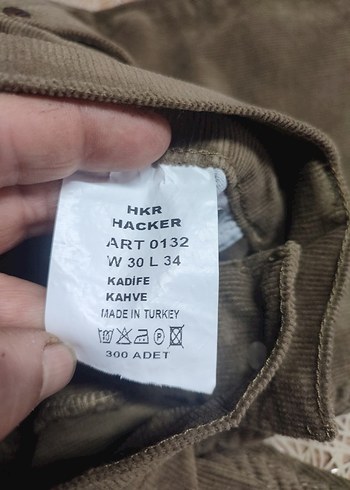 HKR
HACKER
ART 0132
W 30 L 34
KADİFE
KAHVE
MADE IN TURKEY
300 ADET